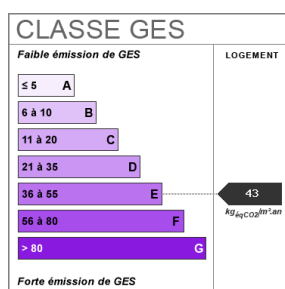 CLASSE GES
Faible émission de GES
LOGEMENT
≤ 5 A
6 à 10 B
11 à 20 C
21 à 35 D
36 à 55 E
43
kgéqCO2/m².an
56 à 80 F
> 80 G
Forte émission de GES